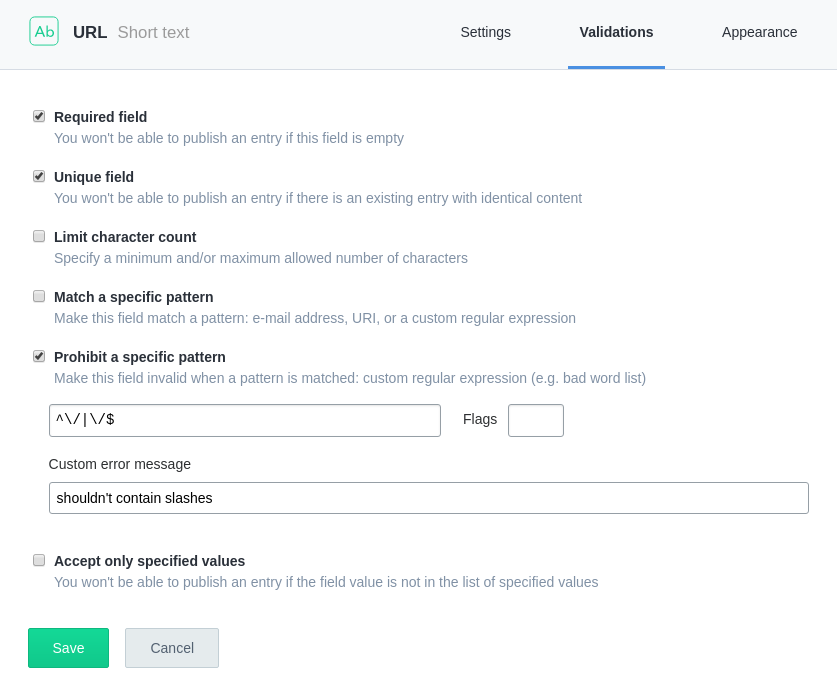 Ab URL Short text Settings Validations Appearance
Required field
You won't be able to publish an entry if this field is empty
Unique field
You won't be able to publish an entry if there is an existing entry with identical content
Limit character count
Specify a minimum and/or maximum allowed number of characters
Match a specific pattern
Make this field match a pattern: e-mail address, URI, or a custom regular expression
Prohibit a specific pattern
Make this field invalid when a pattern is matched: custom regular expression (e.g. bad word list)
^\/|\/$ Flags
Custom error message
shouldn't contain slashes
Accept only specified values
You won't be able to publish an entry if the field value is not in the list of specified values
Save Cancel